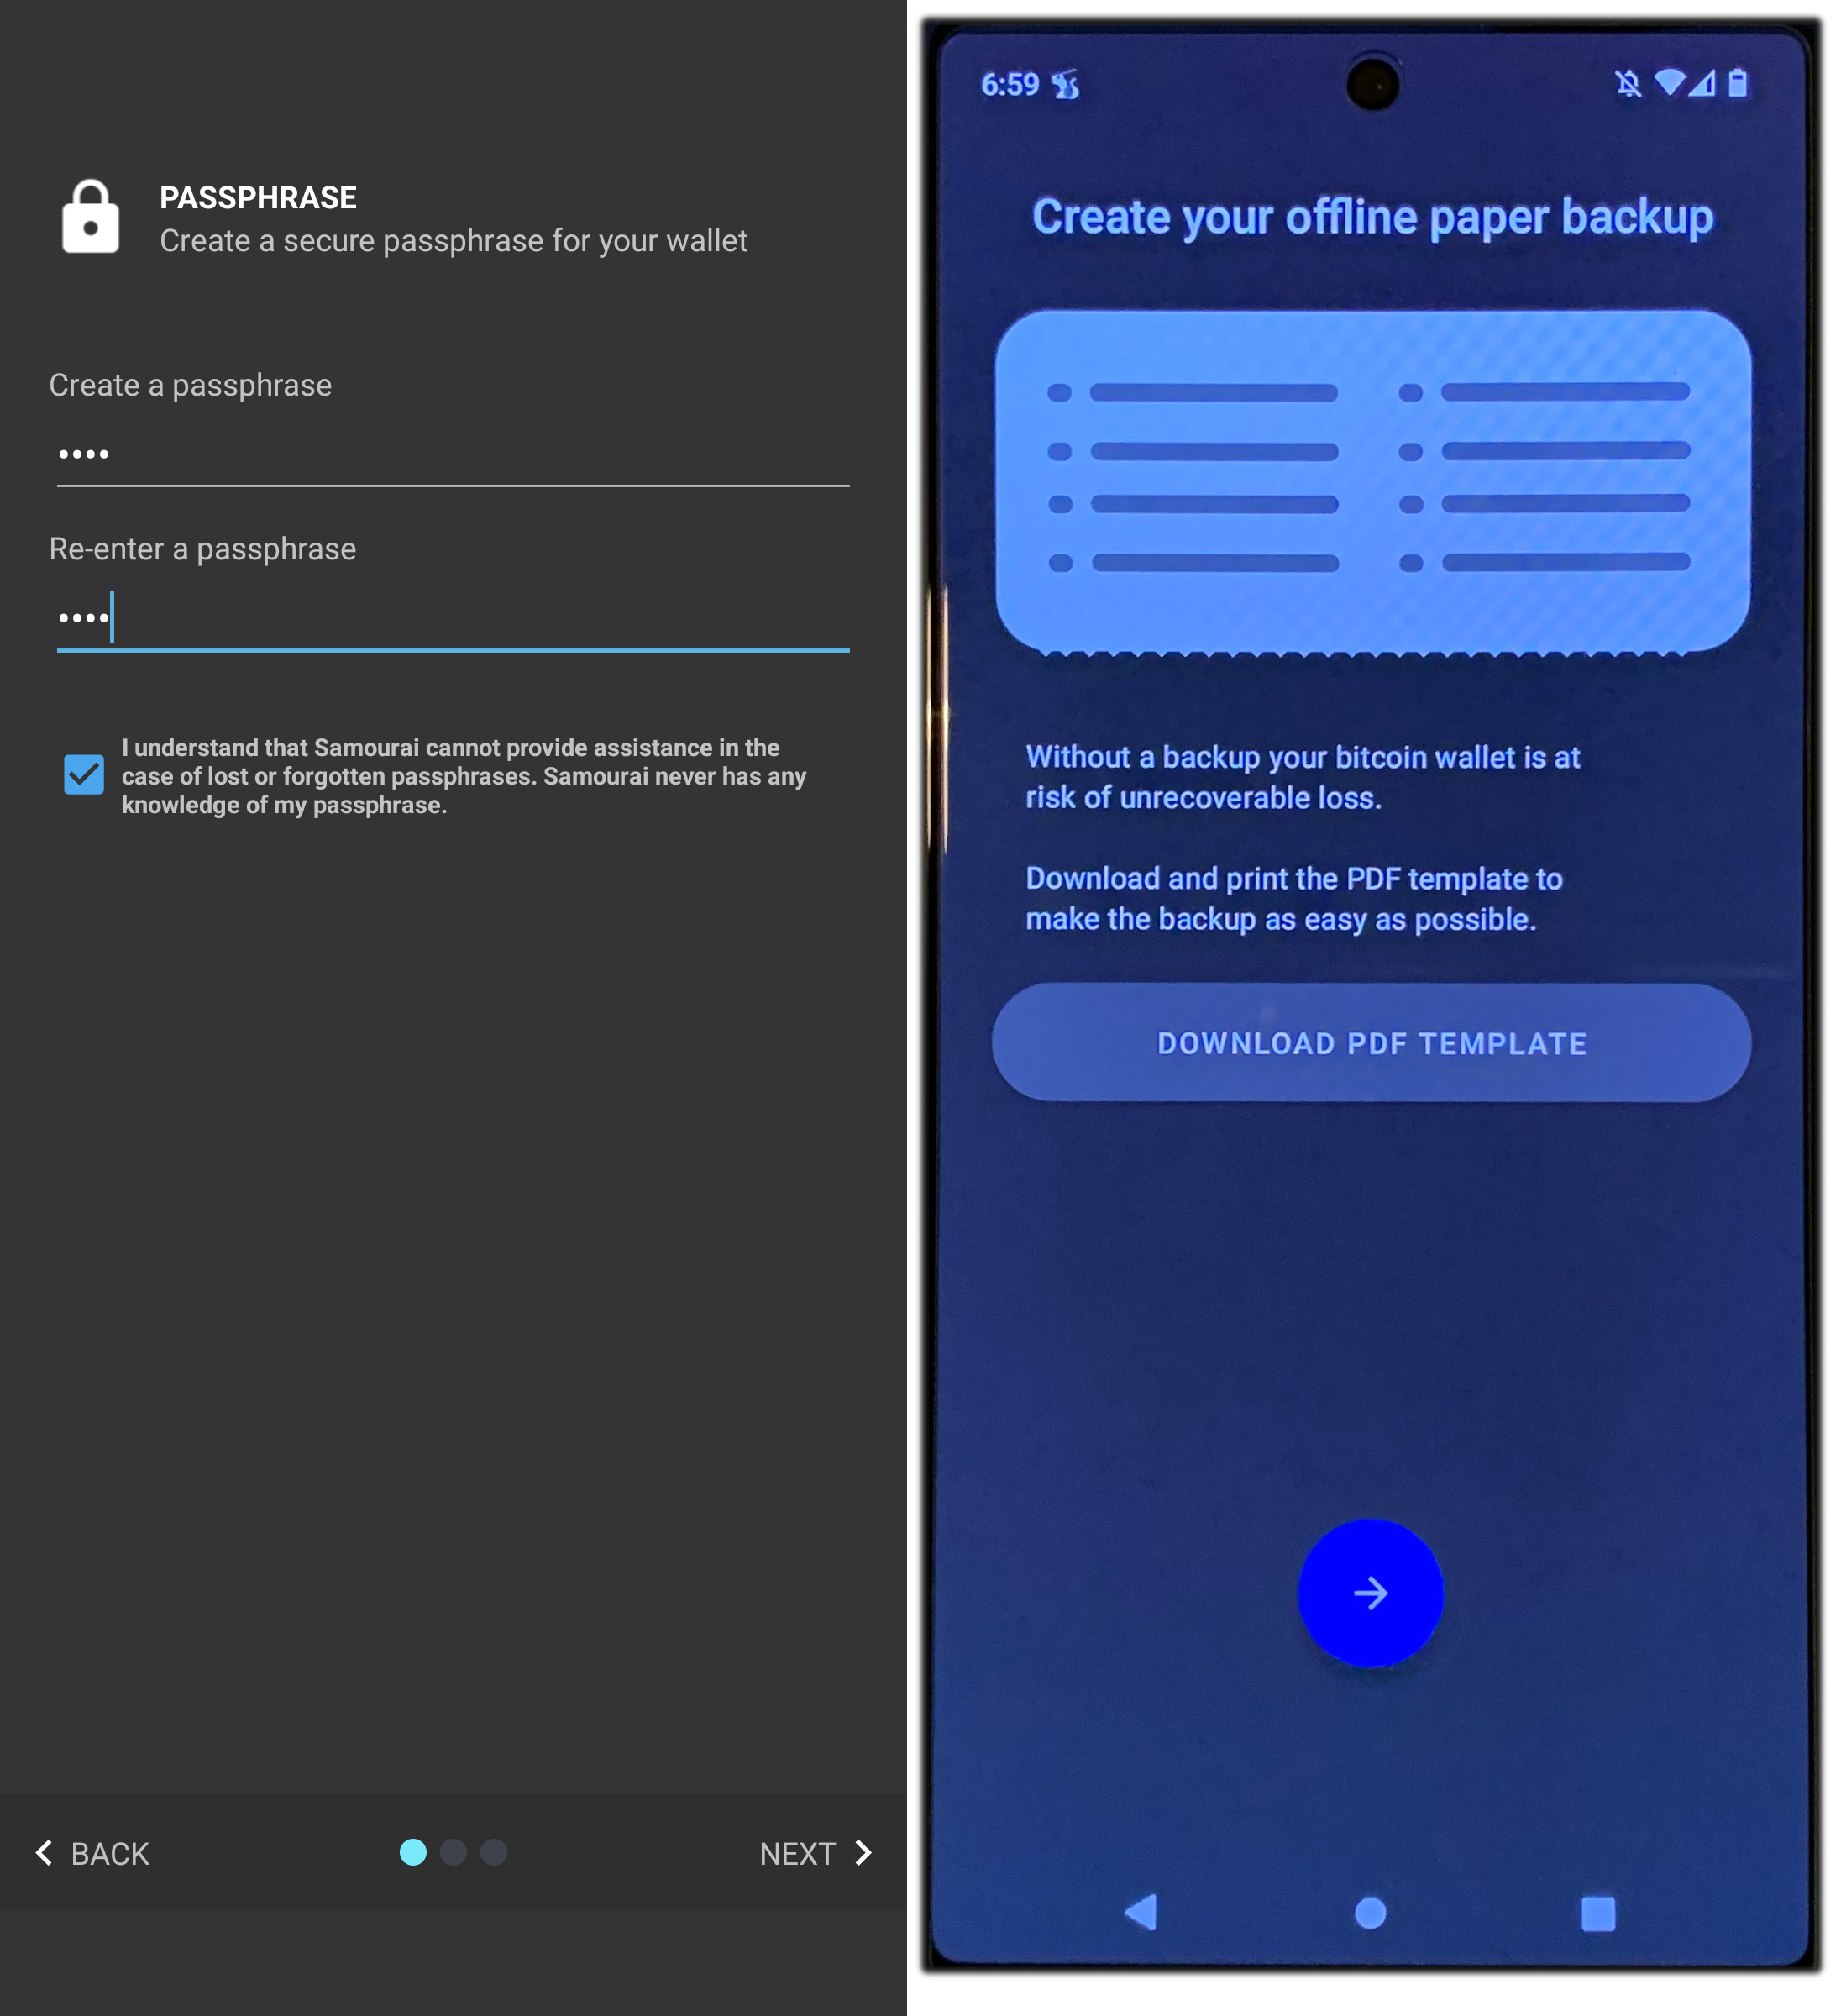 PASSPHRASE
Create a secure passphrase for your wallet
Create a passphrase
••••
Re-enter a passphrase
••••
I understand that Samourai cannot provide assistance in the
case of lost or forgotten passphrases. Samourai never has any
knowledge of my passphrase.
BACK
NEXT
6:59
Create your offline paper backup
Without a backup your bitcoin wallet is at
risk of unrecoverable loss.
Download and print the PDF template to
make the backup as easy as possible.
DOWNLOAD PDF TEMPLATE